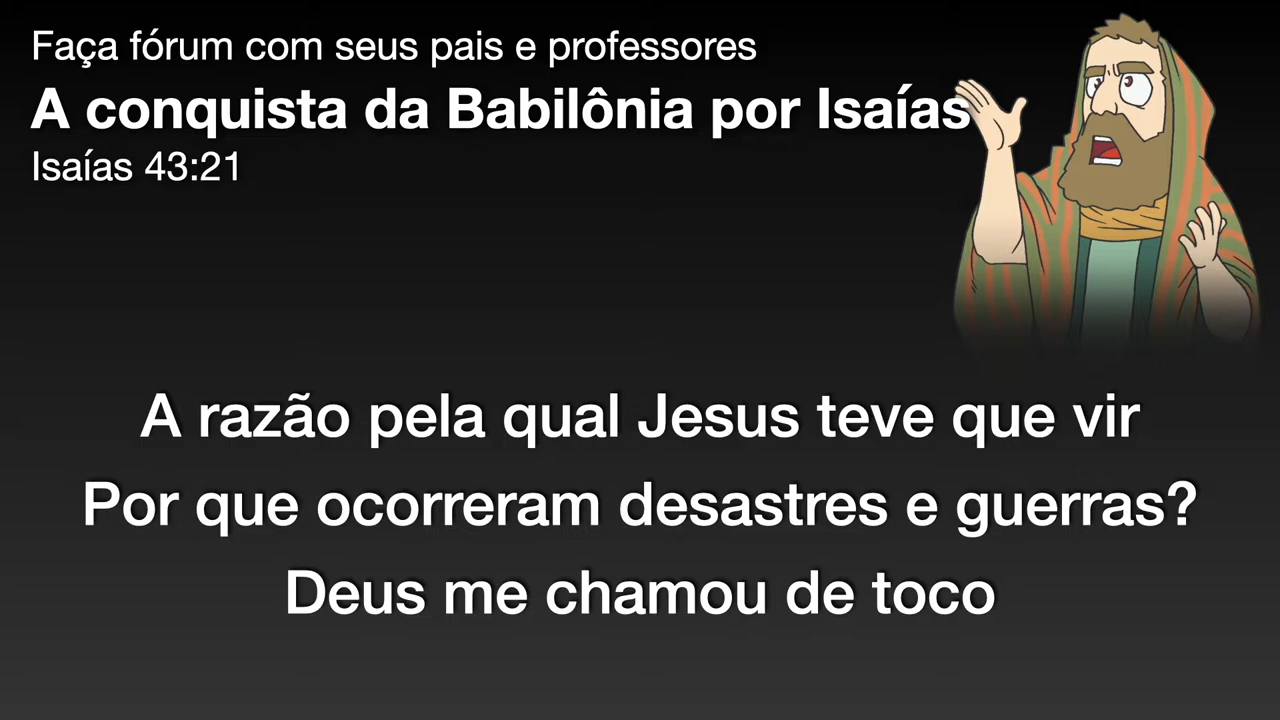 Faça fórum com seus pais e professores
A conquista da Babilônia por Isaías
Isaías 43:21
A razão pela qual Jesus teve que vir
Por que ocorreram desastres e guerras?
Deus me chamou de toco